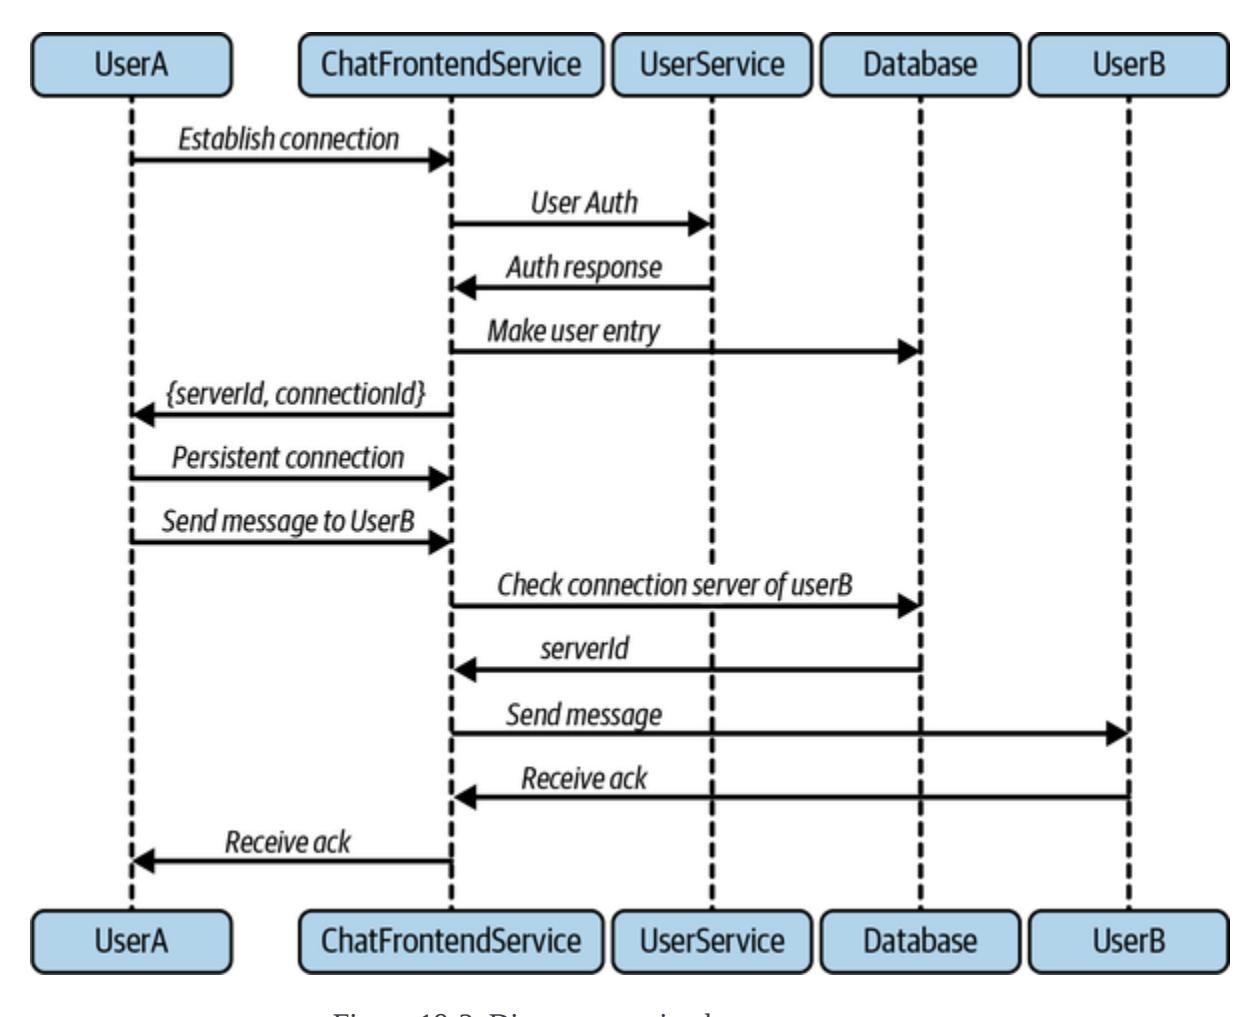 UserA ChatFrontendService UserService Database UserB
Establish connection
User Auth
Auth response
Make user entry
{serverId, connectionId}
Persistent connection
Send message to UserB
Check connection server of userB
serverId
Send message
Receive ack
Receive ack
UserA ChatFrontendService UserService Database UserB